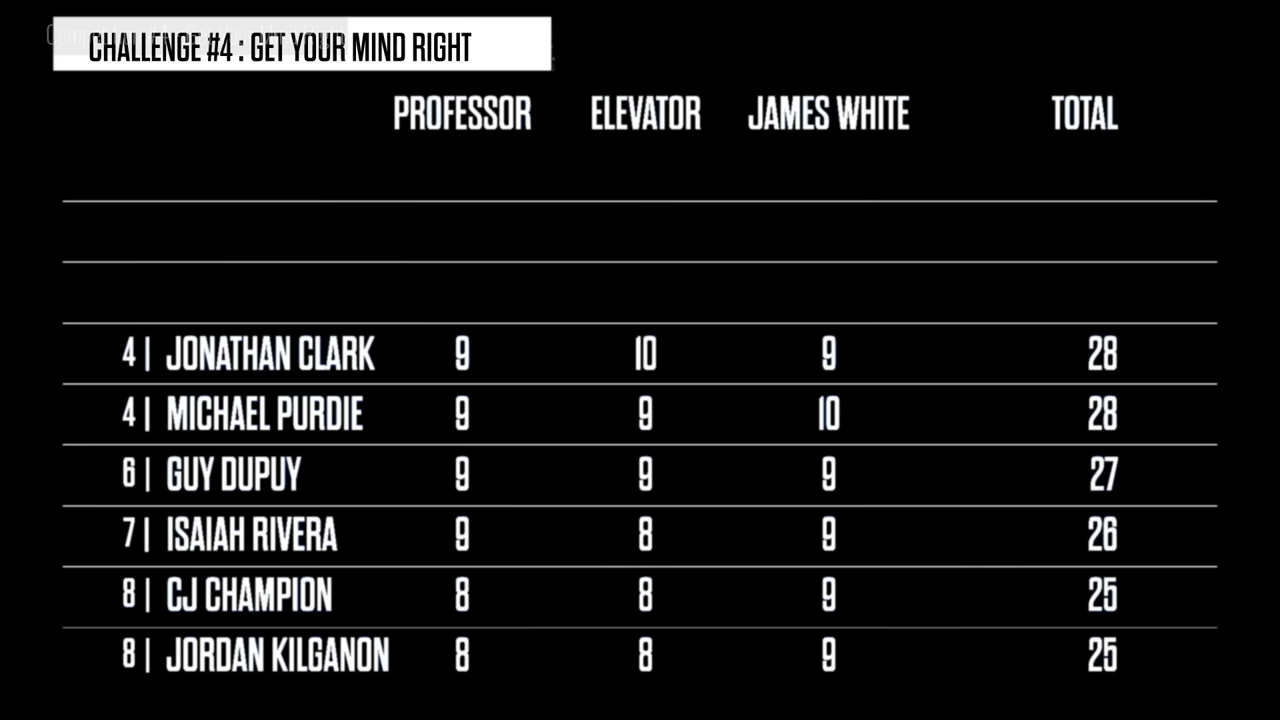 CHALLENGE #4 : GET YOUR MIND RIGHT
PROFESSOR ELEVATOR JAMES WHITE TOTAL
4 | JONATHAN CLARK 9 10 9 28
4 | MICHAEL PURDIE 9 9 10 28
6 | GUY DUPUY 9 9 9 27
7 | ISAIAH RIVERA 9 8 9 26
8 | CJ CHAMPION 8 8 9 25
8 | JORDAN KILGANON 8 8 9 25